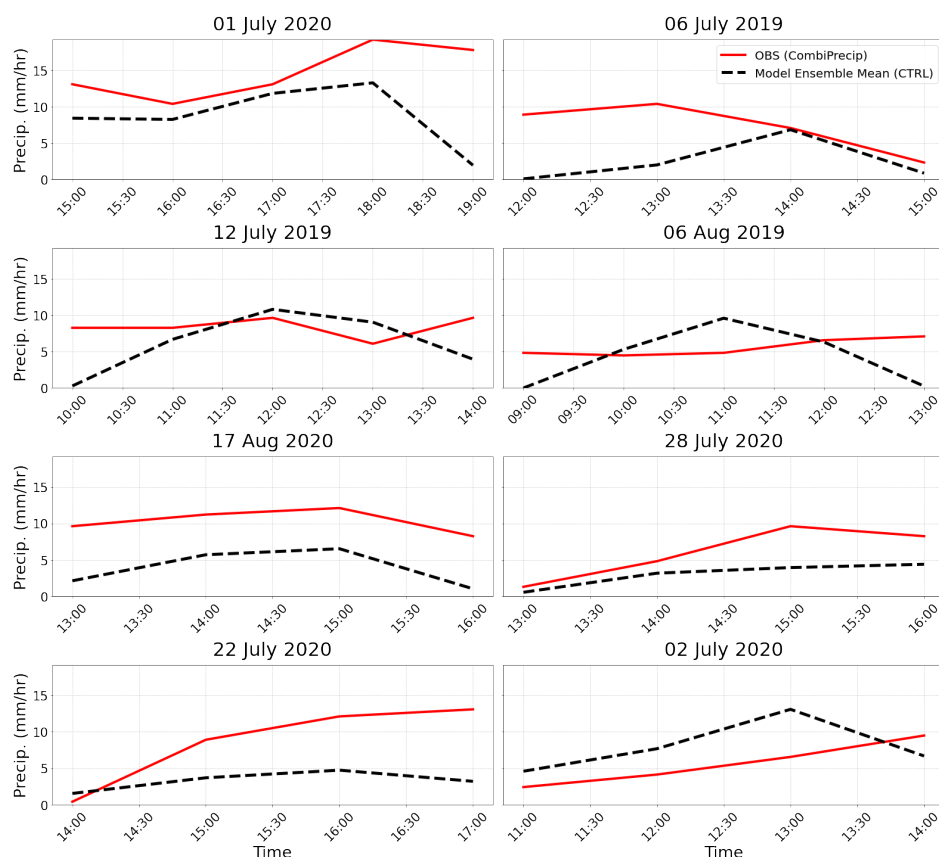 01 July 2020
06 July 2019
Precip. (mm/hr)
15
10
5
0
OBS (CombiPrecip)
Model Ensemble Mean (CTRL)
15:00 15:30 16:00 16:30 17:00 17:30 18:00 18:30 19:00
12:00 12:30 13:00 13:30 14:00 14:30 15:00
12 July 2019
06 Aug 2019
Precip. (mm/hr)
15
10
5
0
10:00 10:30 11:00 11:30 12:00 12:30 13:00 13:30 14:00
09:00 09:30 10:00 10:30 11:00 11:30 12:00 12:30 13:00
17 Aug 2020
28 July 2020
Precip. (mm/hr)
15
10
5
0
13:00 13:30 14:00 14:30 15:00 15:30 16:00
13:00 13:30 14:00 14:30 15:00 15:30 16:00
22 July 2020
02 July 2020
Precip. (mm/hr)
15
10
5
0
14:00 14:30 15:00 15:30 16:00 16:30 17:00
11:00 11:30 12:00 12:30 13:00 13:30 14:00
Time
Time